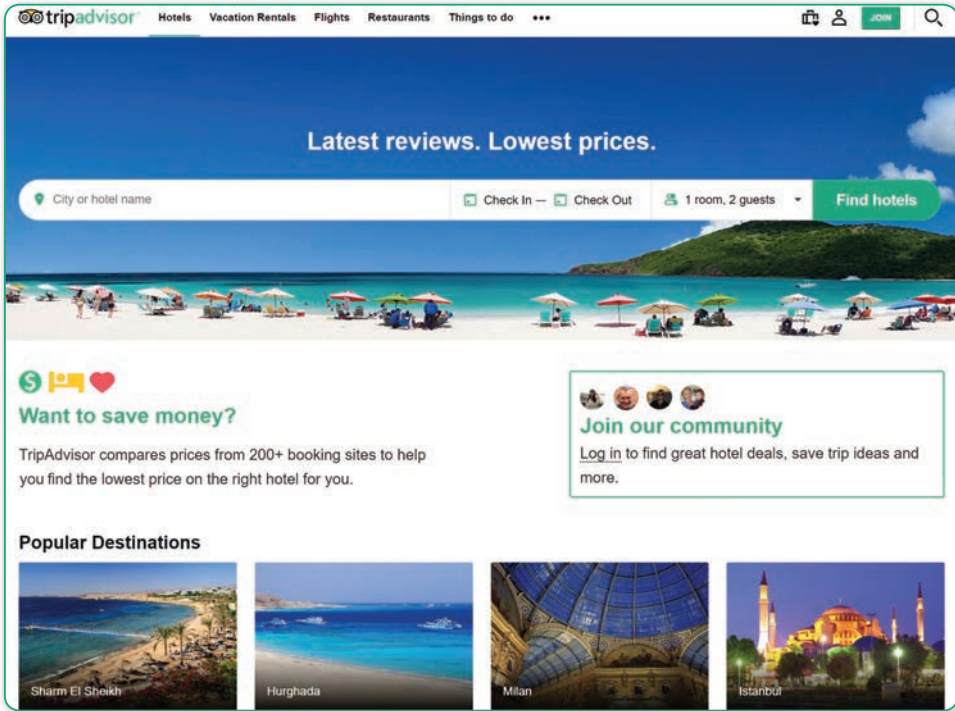 tripadvisor Hotels Vacation Rentals Flights Restaurants Things to do ••• JOIN
Latest reviews. Lowest prices.
City or hotel name Check In — Check Out 1 room, 2 guests Find hotels
Want to save money?
TripAdvisor compares prices from 200+ booking sites to help
you find the lowest price on the right hotel for you.
Join our community
Log in to find great hotel deals, save trip ideas and
more.
Popular Destinations
Sharm El Sheikh Hurghada Milan Istanbul